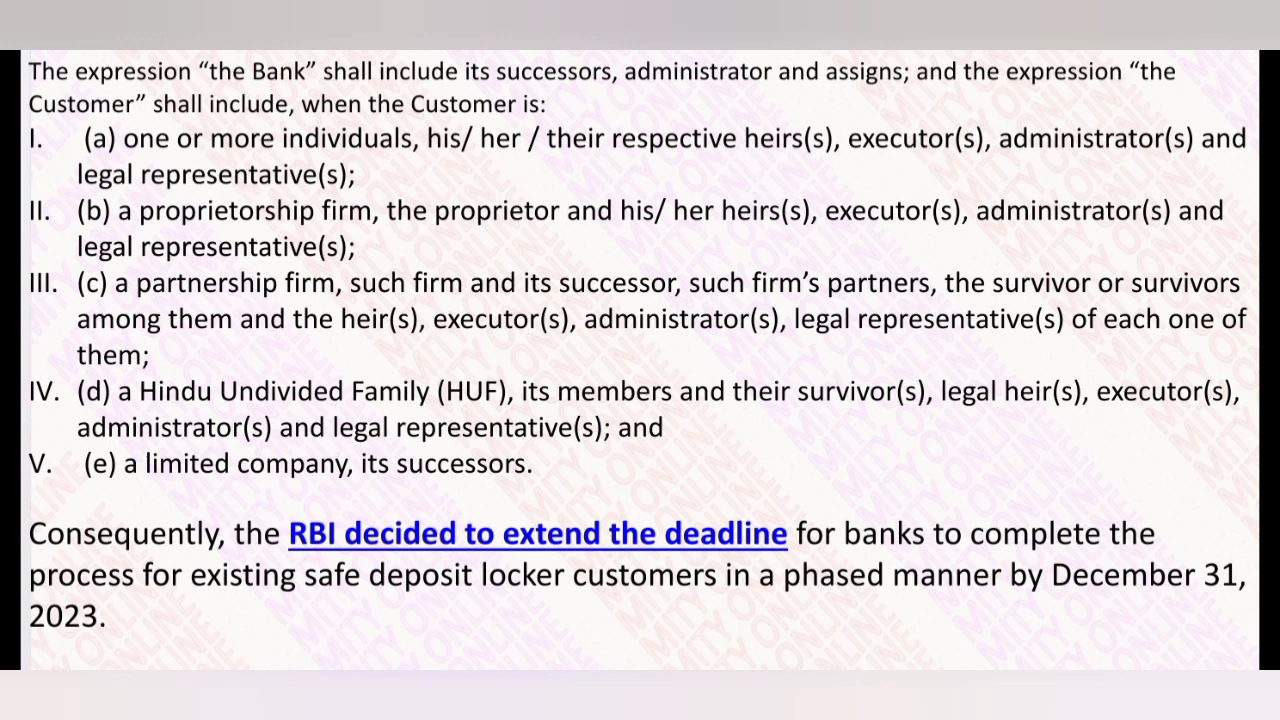 The expression “the Bank” shall include its successors, administrator and assigns; and the expression “the
Customer” shall include, when the Customer is:
I. (a) one or more individuals, his/ her / their respective heirs(s), executor(s), administrator(s) and
legal representative(s);
II. (b) a proprietorship firm, the proprietor and his/ her heirs(s), executor(s), administrator(s) and
legal representative(s);
III. (c) a partnership firm, such firm and its successor, such firm’s partners, the survivor or survivors
among them and the heir(s), executor(s), administrator(s), legal representative(s) of each one of
them;
IV. (d) a Hindu Undivided Family (HUF), its members and their survivor(s), legal heir(s), executor(s),
administrator(s) and legal representative(s); and
V. (e) a limited company, its successors.
Consequently, the RBI decided to extend the deadline for banks to complete the
process for existing safe deposit locker customers in a phased manner by December 31,
2023.